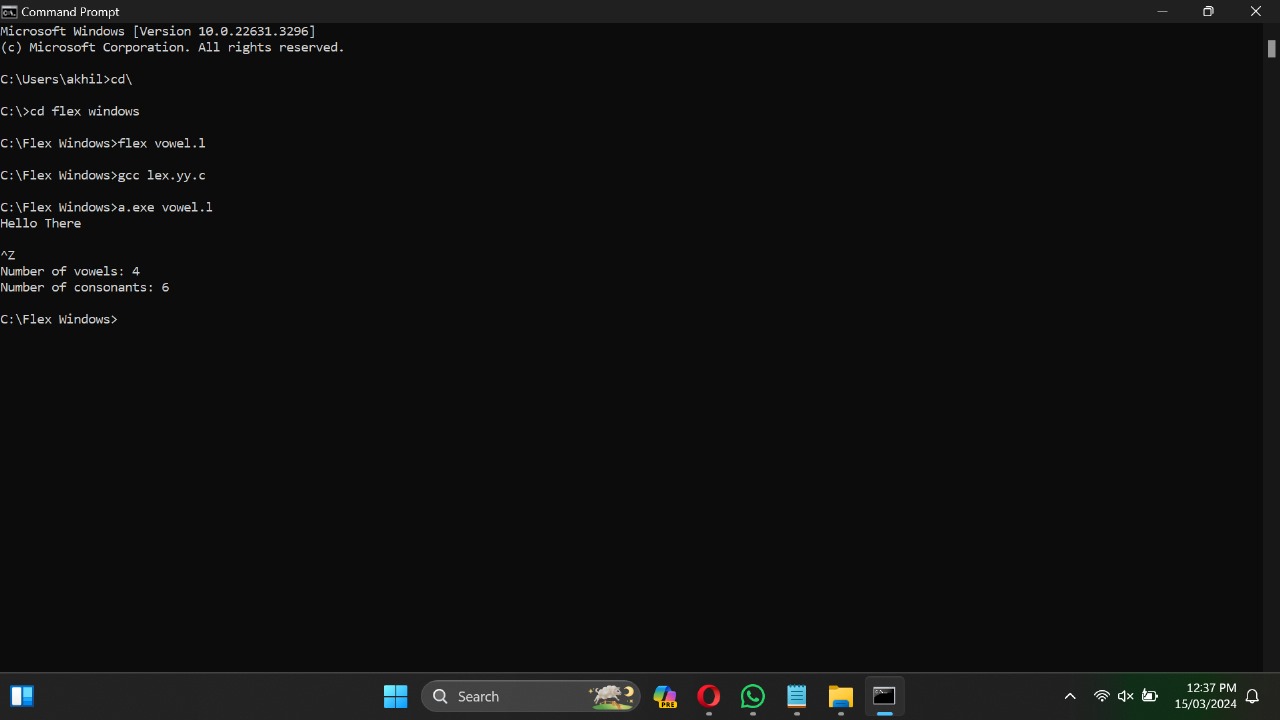 Command Prompt
Microsoft Windows [Version 10.0.22631.3296]
(c) Microsoft Corporation. All rights reserved.
C:\Users\akhil>cd\
C:\>cd flex windows
C:\Flex Windows>flex vowel.l
C:\Flex Windows>gcc lex.yy.c
C:\Flex Windows>a.exe vowel.l
Hello There
^Z
Number of vowels: 4
Number of consonants: 6
C:\Flex Windows>
Search
PRE
12:37 PM
15/03/2024